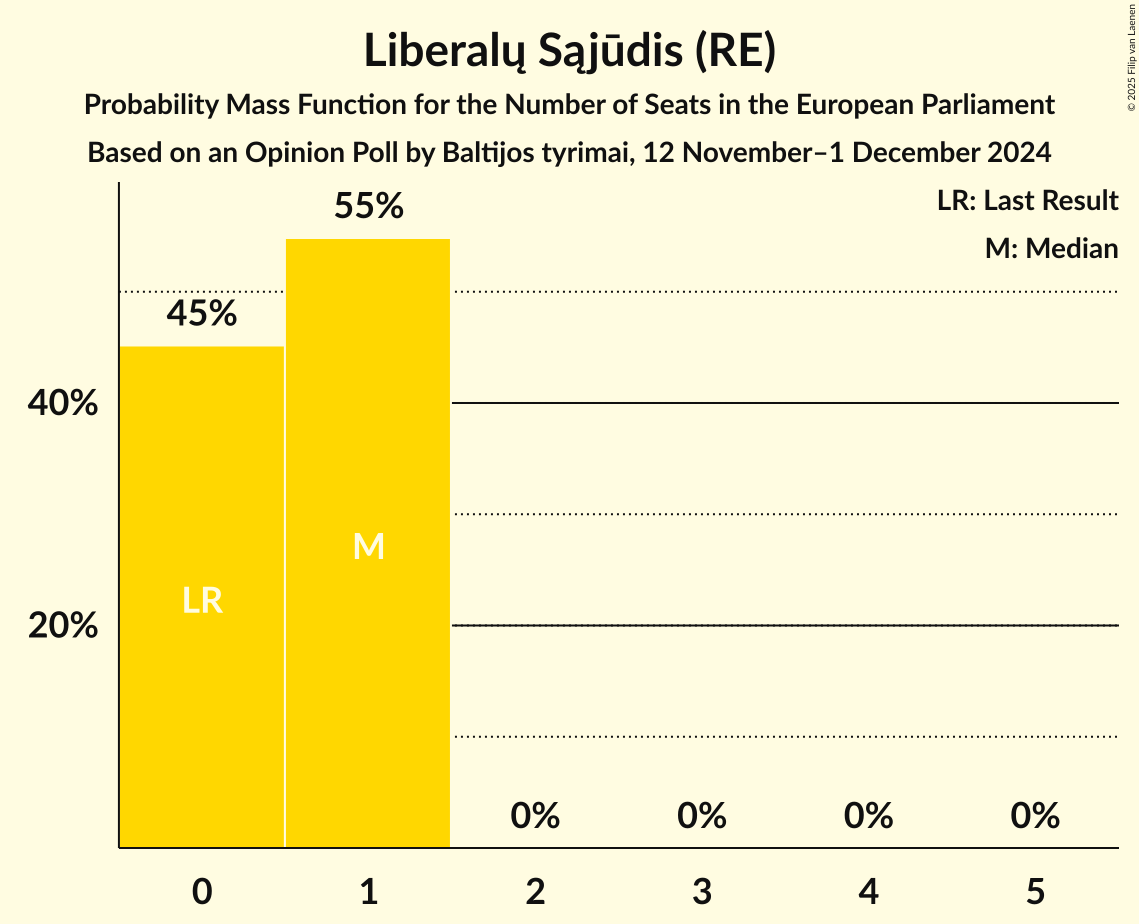 Liberalų Sąjūdis (RE)
Probability Mass Function for the Number of Seats in the European Parliament
Based on an Opinion Poll by Baltijos tyrimai, 12 November–1 December 2024
© 2025 Filip van Laenen
LR: Last Result
M: Median
55%
45%
40%
20%
M
LR
0% 0% 0% 0%
0 1 2 3 4 5